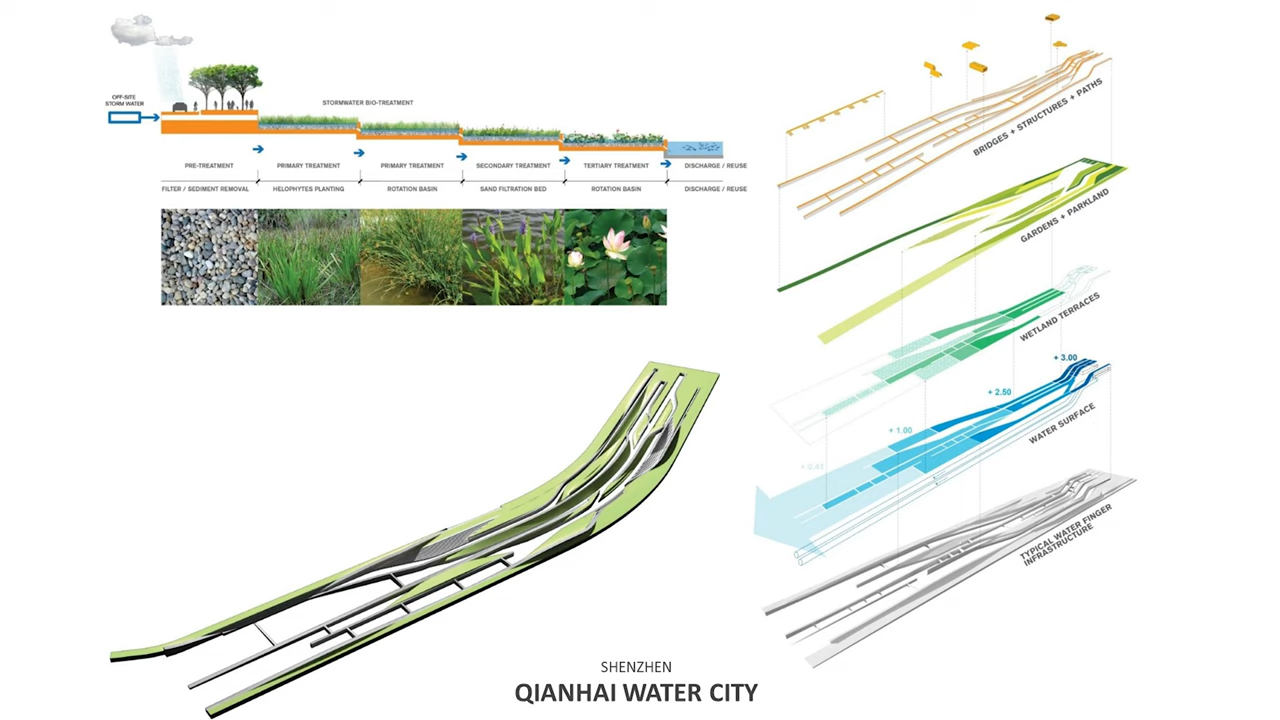 OFF-SITE
STORM WATER
STORMWATER BIO-TREATMENT
PRE-TREATMENT
PRIMARY TREATMENT
PRIMARY TREATMENT
SECONDARY TREATMENT
TERTIARY TREATMENT
DISCHARGE / REUSE
FILTER / SEDIMENT REMOVAL
HELOPHYTES PLANTING
ROTATION BASIN
SAND FILTRATION BED
ROTATION BASIN
DISCHARGE / REUSE
BRIDGES + STRUCTURES + PATHS
GARDENS + PARKLAND
WETLAND TERRACES
+ 3.00
+ 2.50
+ 1.00
+ 0.41
WATER SURFACE
TYPICAL WATER FINGER
INFRASTRUCTURE
SHENZHEN
QIANHAI WATER CITY